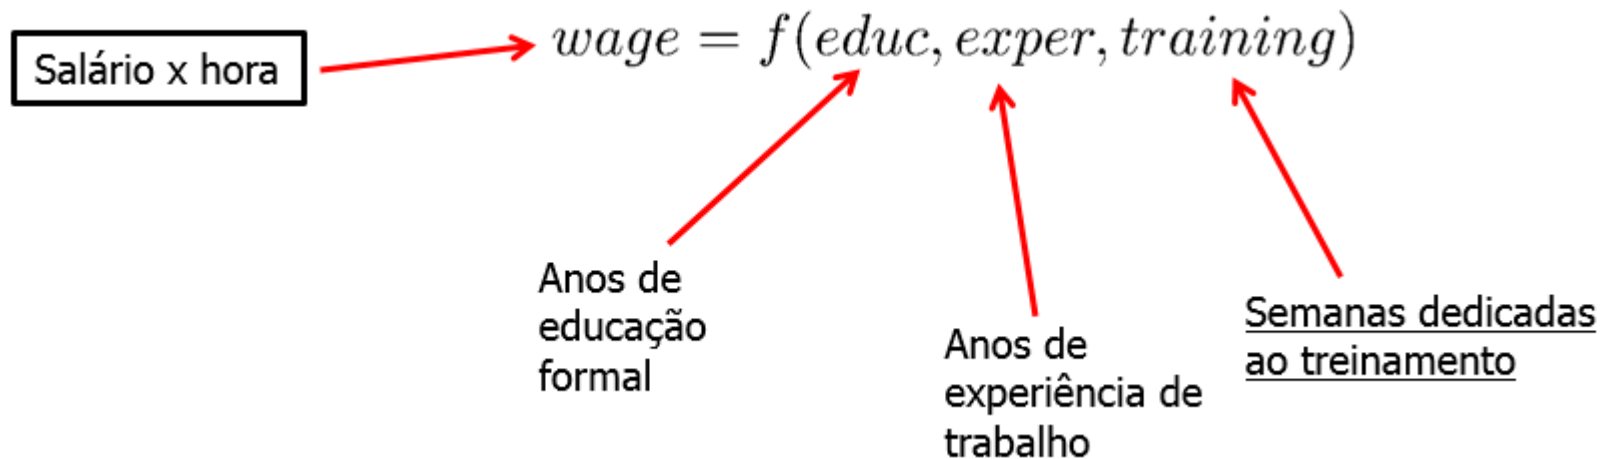 wage = f(educ, exper, training)
Salário x hora
Anos de
educação
formal
Anos de
experiência de
trabalho
Semanas dedicadas
ao treinamento